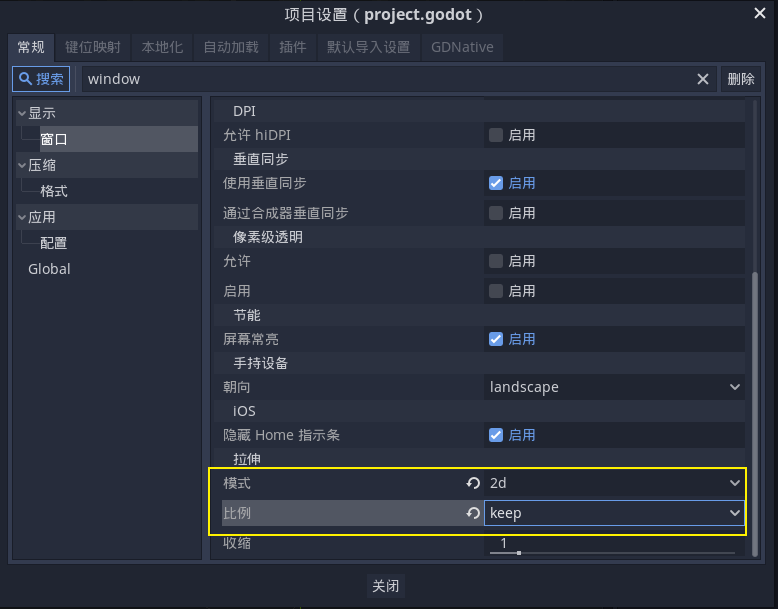 项目设置（project.godot）
常规 键位映射 本地化 自动加载 插件 默认导入设置 GDNative
搜索 window 删除
显示
窗口
压缩
格式
应用
配置
Global
DPI
允许 hiDPI 启用
垂直同步
使用垂直同步 启用
通过合成器垂直同步 启用
像素级透明
允许 启用
启用 启用
节能
屏幕常亮 启用
手持设备
朝向 landscape
iOS
隐藏 Home 指示条 启用
拉伸
模式 2d
比例 keep
收缩 1
关闭